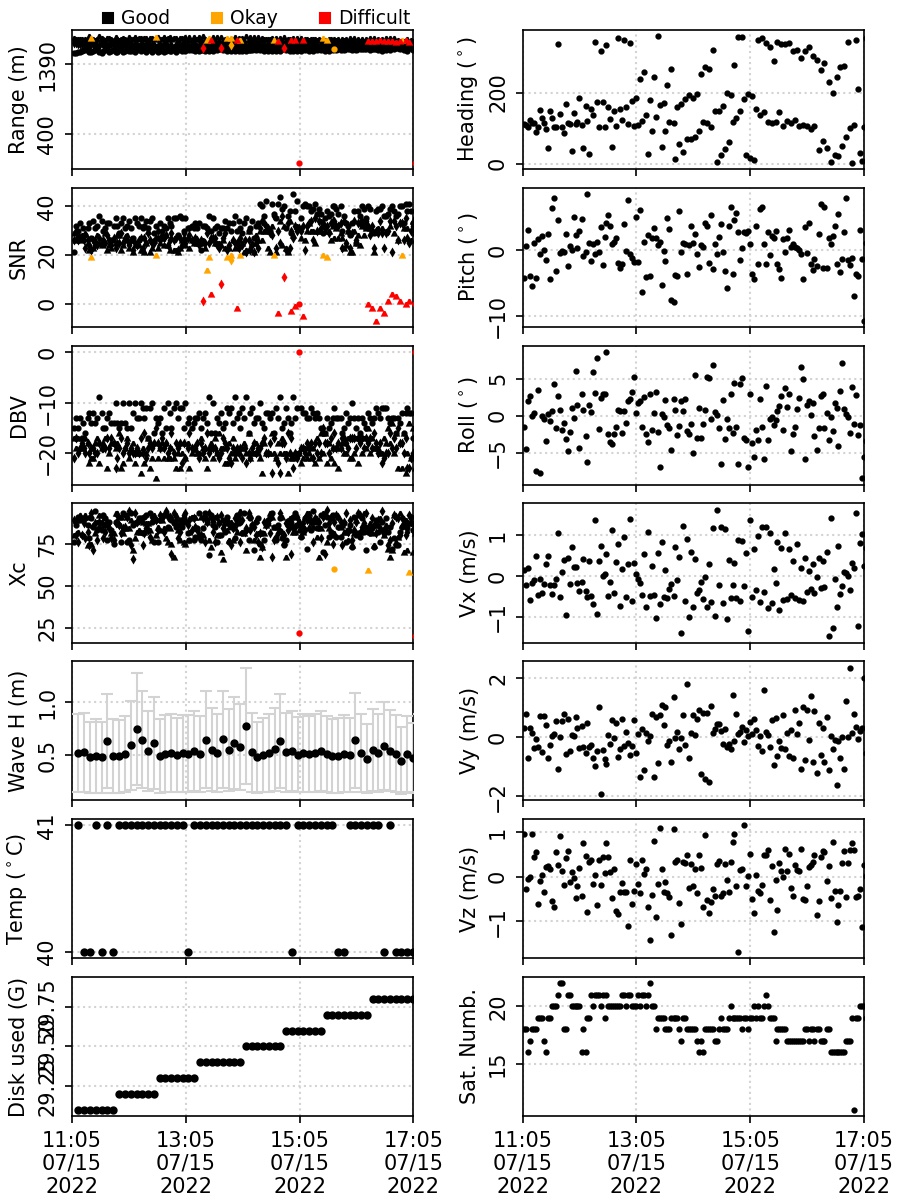 Good Okay Difficult
Range (m)
1390
400
SNR
40
20
0
DBV
0
−10
−20
Xc
75
50
25
Wave H (m)
1.0
0.5
Temp (°C)
41
40
Disk used (G)
29.75
29.50
29.25
11:05 13:05 15:05 17:05
07/15 07/15 07/15 07/15
2022 2022 2022 2022
Heading (°)
200
0
Pitch (°)
0
−10
Roll (°)
5
0
−5
Vx (m/s)
1
0
−1
Vy (m/s)
2
0
−2
Vz (m/s)
1
0
−1
Sat. Numb.
20
15
11:05 13:05 15:05 17:05
07/15 07/15 07/15 07/15
2022 2022 2022 2022